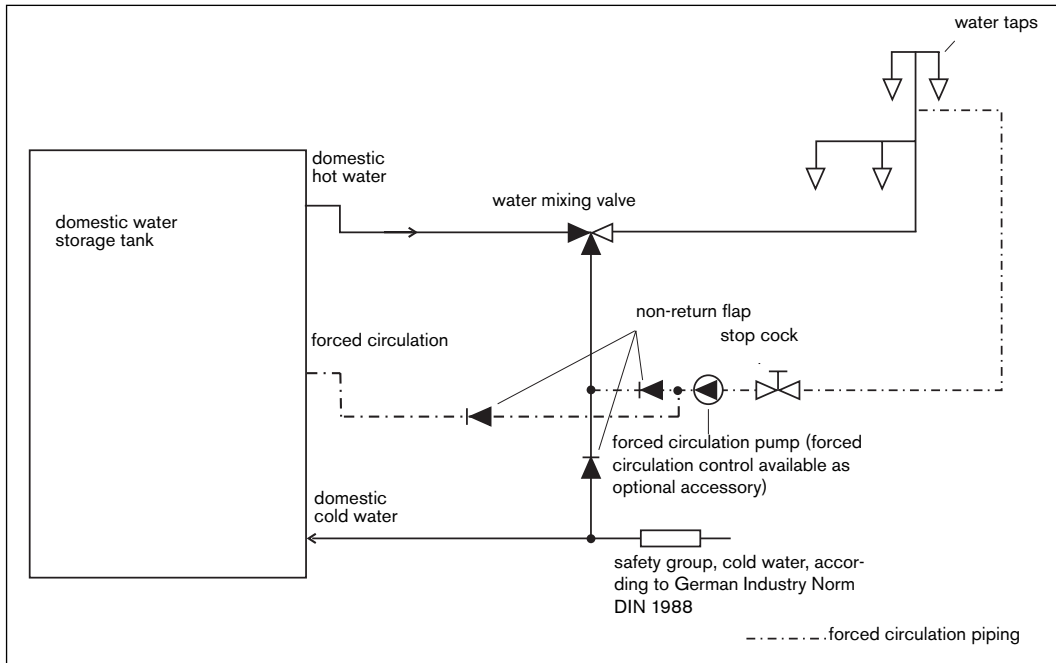 water taps
domestic
hot water
water mixing valve
domestic water
storage tank
non-return flap
stop cock
forced circulation
forced circulation pump (forced
circulation control available as
optional accessory)
domestic
cold water
safety group, cold water, accor-
ding to German Industry Norm
DIN 1988
forced circulation piping